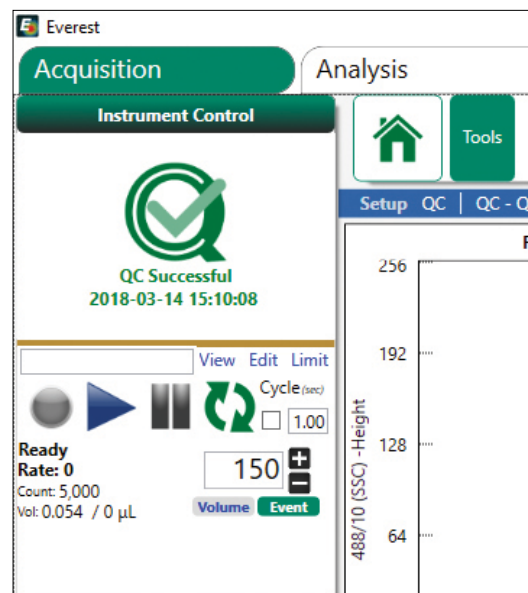 Everest
Acquisition
Analysis
Instrument Control
QC Successful
2018-03-14 15:10:08
View Edit Limit
Cycle (sec)
1.00
Ready
Rate: 0
Count: 5,000
Vol: 0.054 / 0 µL
150
Volume Event
Tools
Setup QC | QC - Q
256
192
128
64
488/10 (SSC) -Height